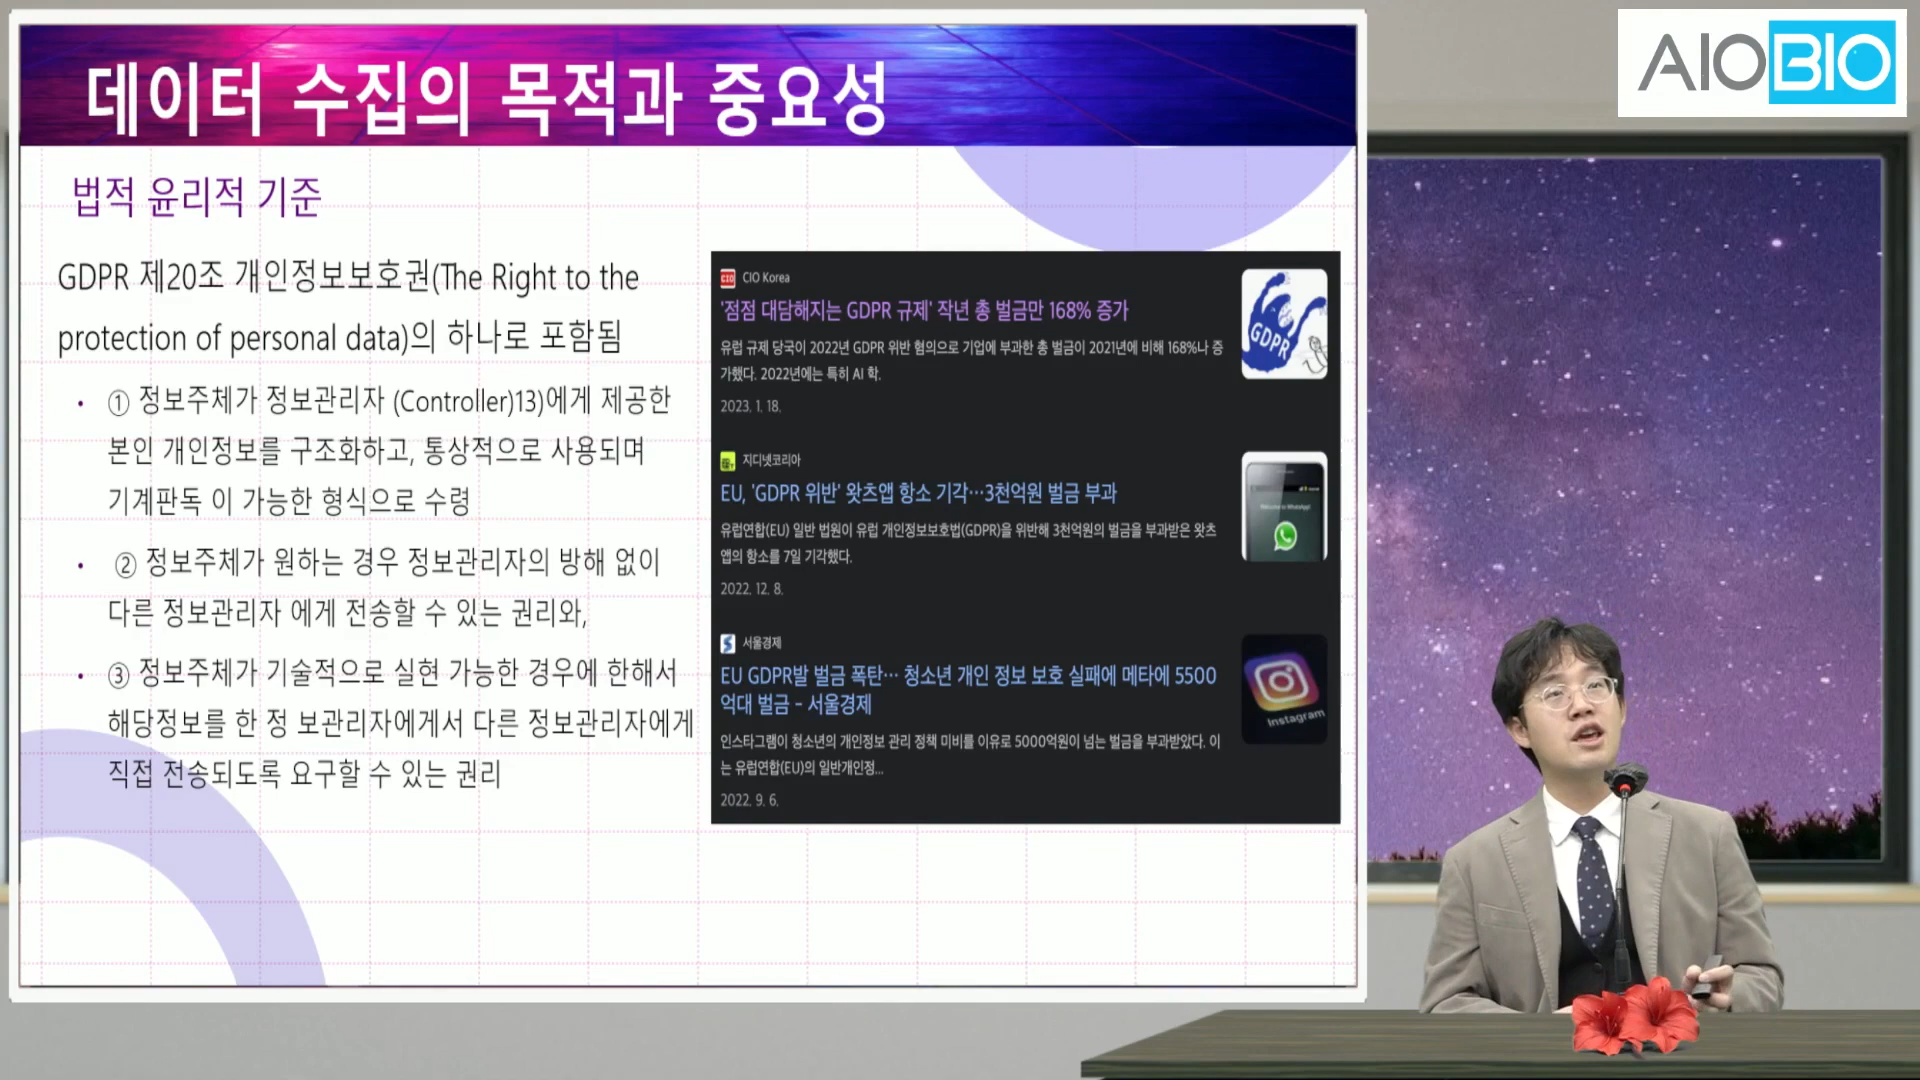 데이터 수집의 목적과 중요성
AIOBIO
법적 윤리적 기준
GDPR 제20조 개인정보보호권(The Right to the
protection of personal data)의 하나로 포함됨
• ① 정보주체가 정보관리자 (Controller)13)에게 제공한
본인 개인정보를 구조화하고, 통상적으로 사용되며
기계판독 이 가능한 형식으로 수령
• ② 정보주체가 원하는 경우 정보관리자의 방해 없이
다른 정보관리자 에게 전송할 수 있는 권리와,
• ③ 정보주체가 기술적으로 실현 가능한 경우에 한해서
해당정보를 한 정 보관리자에게서 다른 정보관리자에게
직접 전송되도록 요구할 수 있는 권리
CIO CIO Korea
'점점 대담해지는 GDPR 규제' 작년 총 벌금만 168% 증가
유럽 규제 당국이 2022년 GDPR 위반 혐의으로 기업에 부과한 총 벌금이 2021년에 비해 168%나 증
가했다. 2022년에는 특히 AI 학.
2023. 1. 18.
GDPR
지디넷코리아
EU, 'GDPR 위반' 왓츠앱 항소 기각…3천억원 벌금 부과
유럽연합(EU) 일반 법원이 유럽 개인정보보호법(GDPR)을 위반해 3천억원의 벌금을 부과받은 왓츠
앱의 항소를 7일 기각했다.
2022. 12. 8.
Welcome to WhatsApp!
서울경제
EU GDPR발 벌금 폭탄… 청소년 개인 정보 보호 실패에 메타에 5500
억대 벌금 - 서울경제
인스타그램이 청소년의 개인정보 관리 정책 미비를 이유로 5000억원이 넘는 벌금을 부과받았다. 이
는 유럽연합(EU)의 일반개인정...
2022. 9. 6.
Instagram